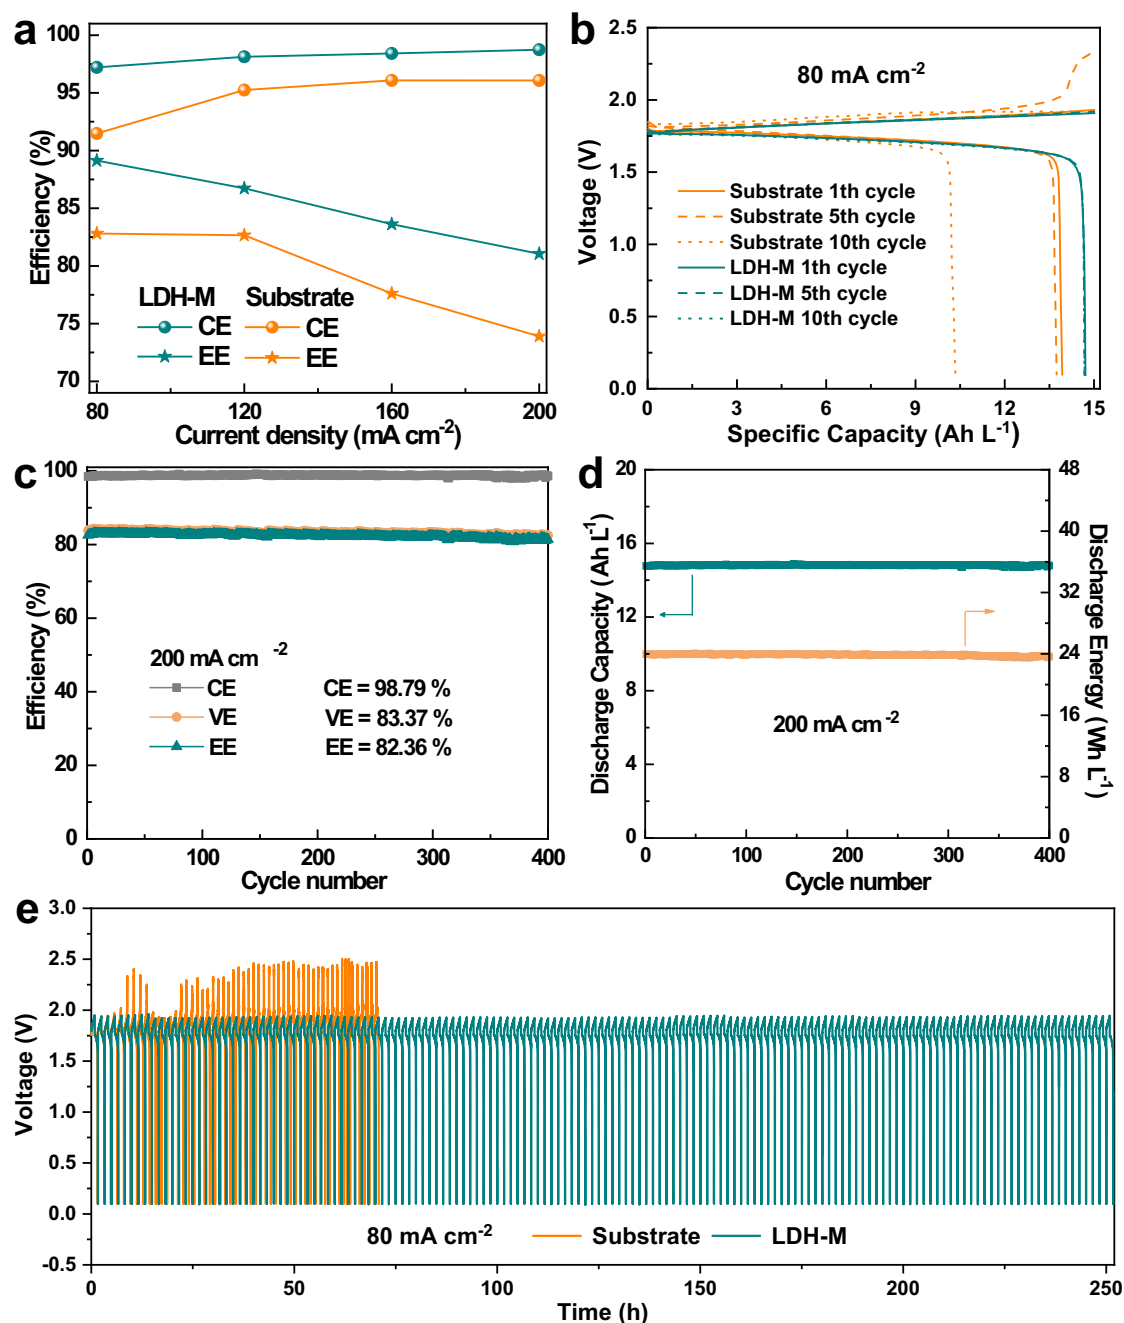 a
100
95
90
85
80
75
70
Efficiency (%)
LDH-M Substrate
CE CE
EE EE
80 120 160 200
Current density (mA cm⁻²)
b
2.5
2.0
1.5
1.0
0.5
0.0
Voltage (V)
80 mA cm⁻²
Substrate 1th cycle
Substrate 5th cycle
Substrate 10th cycle
LDH-M 1th cycle
LDH-M 5th cycle
LDH-M 10th cycle
0 3 6 9 12 15
Specific Capacity (Ah L⁻¹)
c
100
80
60
40
20
0
Efficiency (%)
200 mA cm⁻²
CE CE = 98.79 %
VE VE = 83.37 %
EE EE = 82.36 %
0 100 200 300 400
Cycle number
d
20
16
12
8
4
0
Discharge Capacity (Ah L⁻¹)
48
40
32
24
16
8
0
Discharge Energy (Wh L⁻¹)
200 mA cm⁻²
0 100 200 300 400
Cycle number
e
3.0
2.5
2.0
1.5
1.0
0.5
0.0
-0.5
Voltage (V)
80 mA cm⁻² Substrate LDH-M
0 50 100 150 200 250
Time (h)